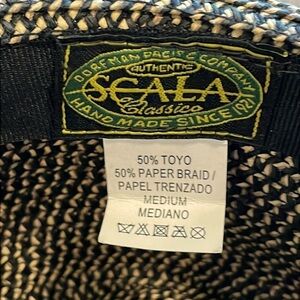 DORFMAN PACIFIC COMPANY
AUTHENTIC
SCALA
Classico
HAND MADE SINCE 1921
50% TOYO
50% PAPER BRAID /
PAPEL TRENZADO
MEDIUM
MEDIANO